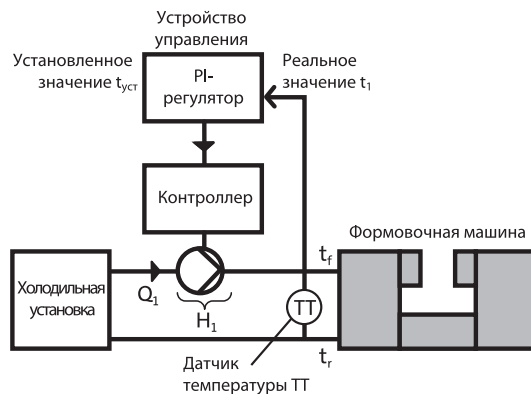 Устройство
управления
Установленное
значение tуст
PI-
регулятор
Реальное
значение t1
Контроллер
Формовочная машина
Холодильная
установка
Q1
H1
tf
TT
tr
Датчик
температуры ТТ